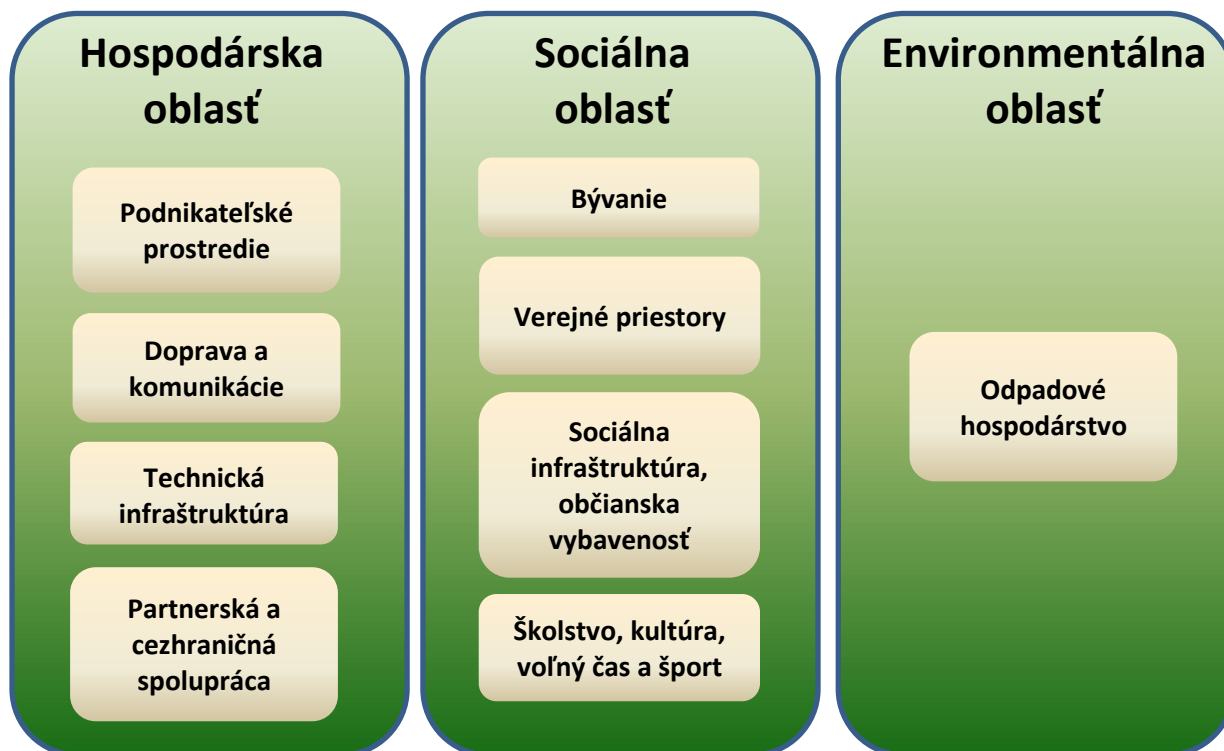 Hospodárska
oblasť
Podnikateľské
prostredie
Doprava a
komunikácie
Technická
infraštruktúra
Partnerská a
cezhraničná
spolupráca
Sociálna
oblasť
Bývanie
Verejné priestory
Sociálna
infraštruktúra,
občianska
vybavenosť
Školstvo, kultúra,
voľný čas a šport
Environmentálna
oblasť
Odpadové
hospodárstvo